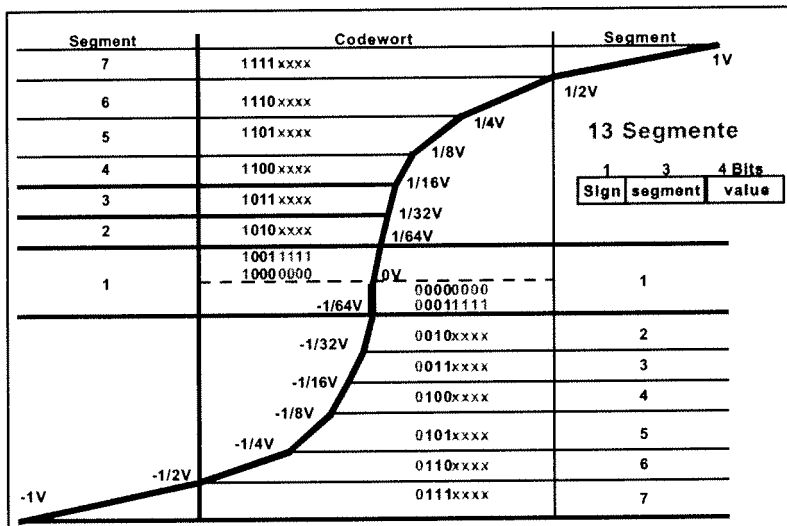 Segment Codewort Segment
7 1111xxxx 1V
6 1110xxxx 1/2V
5 1101xxxx 1/4V
13 Segmente
4 1100xxxx 1/8V
1 3 4 Bits
Sign segment value
3 1011xxxx 1/16V
2 1010xxxx 1/32V
1/64V
10011111
10000000 0V
1 00000000 1
-1/64V 00011111
-1/32V 0010xxxx 2
-1/16V 0011xxxx 3
-1/8V 0100xxxx 4
-1/4V 0101xxxx 5
-1/2V 0110xxxx 6
-1V 0111xxxx 7